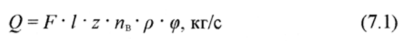 Q = F · l · z · nв · ρ · φ, кг/с (7.1)